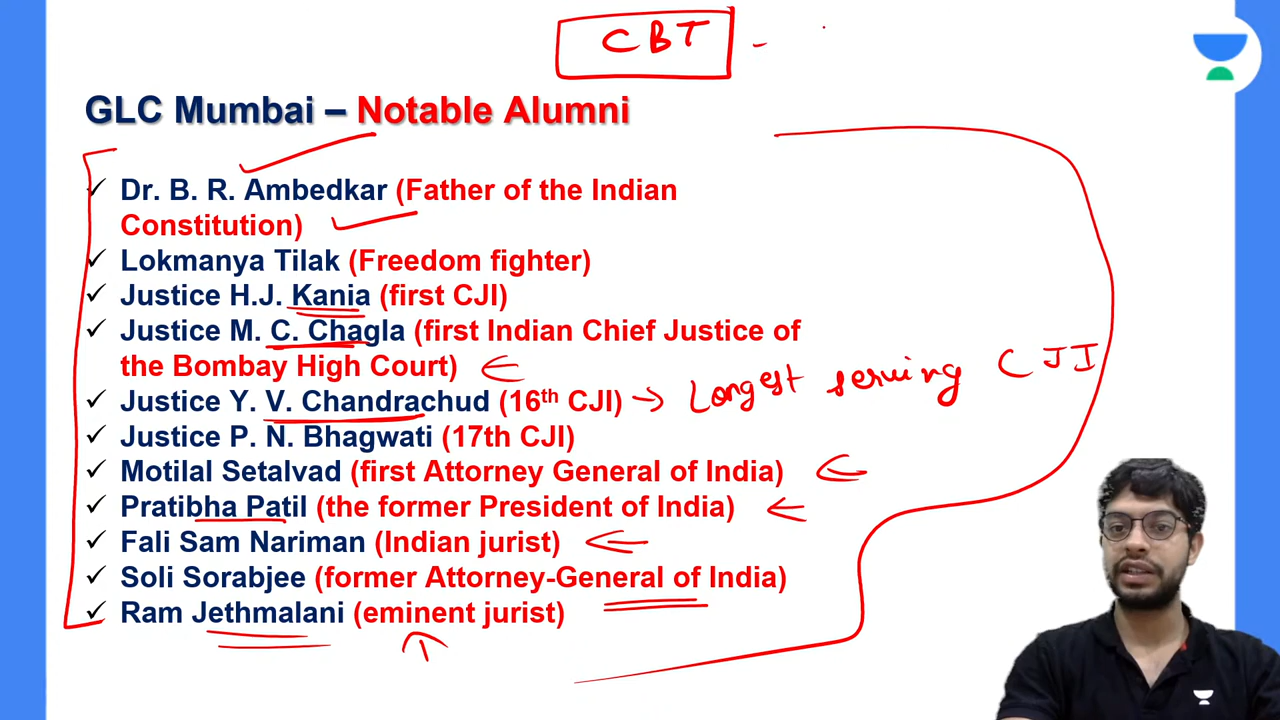 CBT -
GLC Mumbai – Notable Alumni
✓ Dr. B. R. Ambedkar (Father of the Indian
Constitution)
✓ Lokmanya Tilak (Freedom fighter)
✓ Justice H.J. Kania (first CJI)
✓ Justice M. C. Chagla (first Indian Chief Justice of
the Bombay High Court)
✓ Justice Y. V. Chandrachud (16th CJI) → Longest serving CJI
✓ Justice P. N. Bhagwati (17th CJI)
✓ Motilal Setalvad (first Attorney General of India)
✓ Pratibha Patil (the former President of India)
✓ Fali Sam Nariman (Indian jurist)
✓ Soli Sorabjee (former Attorney-General of India)
✓ Ram Jethmalani (eminent jurist)